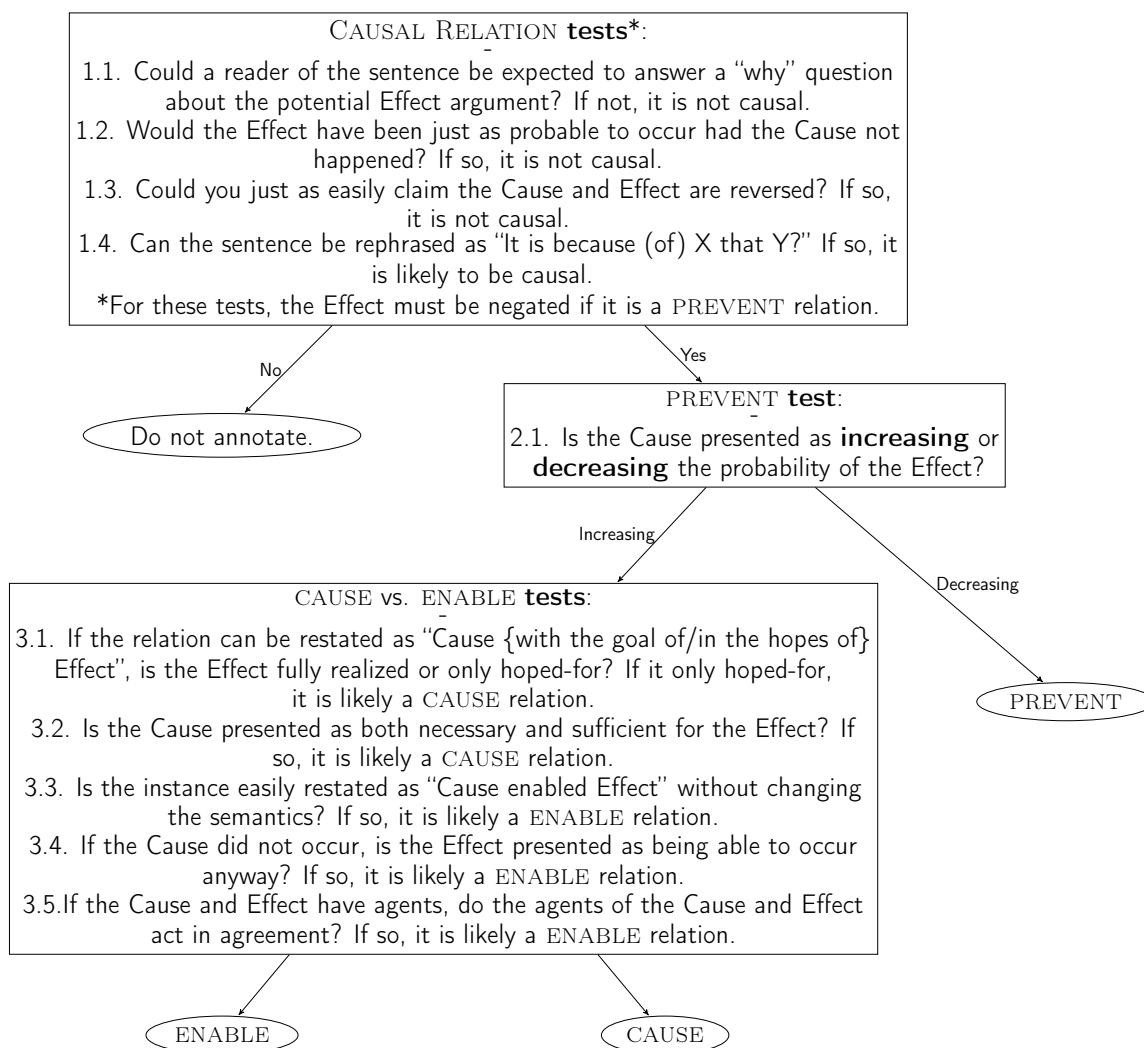 CAUSAL RELATION tests*:
-
1.1. Could a reader of the sentence be expected to answer a “why” question
about the potential Effect argument? If not, it is not causal.
1.2. Would the Effect have been just as probable to occur had the Cause not
happened? If so, it is not causal.
1.3. Could you just as easily claim the Cause and Effect are reversed? If so,
it is not causal.
1.4. Can the sentence be rephrased as “It is because (of) X that Y?” If so, it
is likely to be causal.
*For these tests, the Effect must be negated if it is a PREVENT relation.
No
Yes
Do not annotate.
PREVENT test:
-
2.1. Is the Cause presented as increasing or
decreasing the probability of the Effect?
Increasing
Decreasing
CAUSE vs. ENABLE tests:
-
3.1. If the relation can be restated as “Cause {with the goal of/in the hopes of}
Effect”, is the Effect fully realized or only hoped-for? If it only hoped-for,
it is likely a CAUSE relation.
3.2. Is the Cause presented as both necessary and sufficient for the Effect? If
so, it is likely a CAUSE relation.
3.3. Is the instance easily restated as “Cause enabled Effect” without changing
the semantics? If so, it is likely a ENABLE relation.
3.4. If the Cause did not occur, is the Effect presented as being able to occur
anyway? If so, it is likely a ENABLE relation.
3.5.If the Cause and Effect have agents, do the agents of the Cause and Effect
act in agreement? If so, it is likely a ENABLE relation.
PREVENT
ENABLE
CAUSE